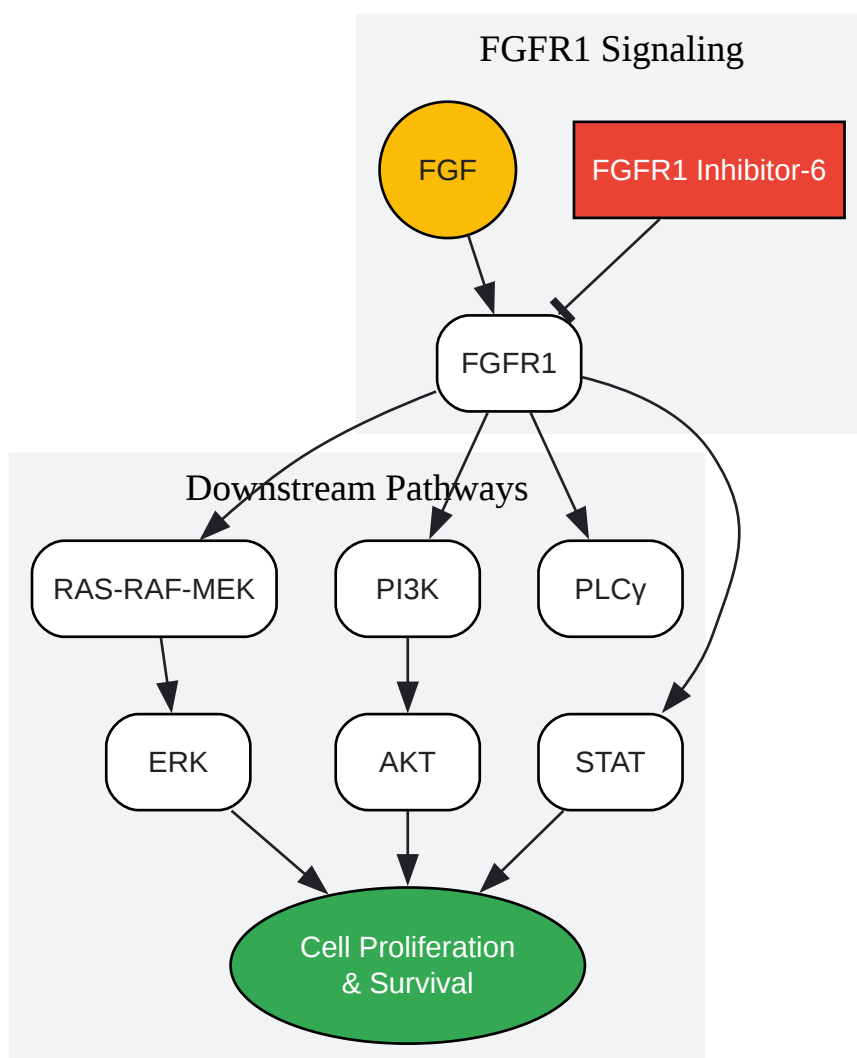 FGFR1 Signaling
FGF
FGFR1 Inhibitor-6
FGFR1
Downstream Pathways
RAS-RAF-MEK
PI3K
PLCγ
ERK
AKT
STAT
Cell Proliferation
& Survival